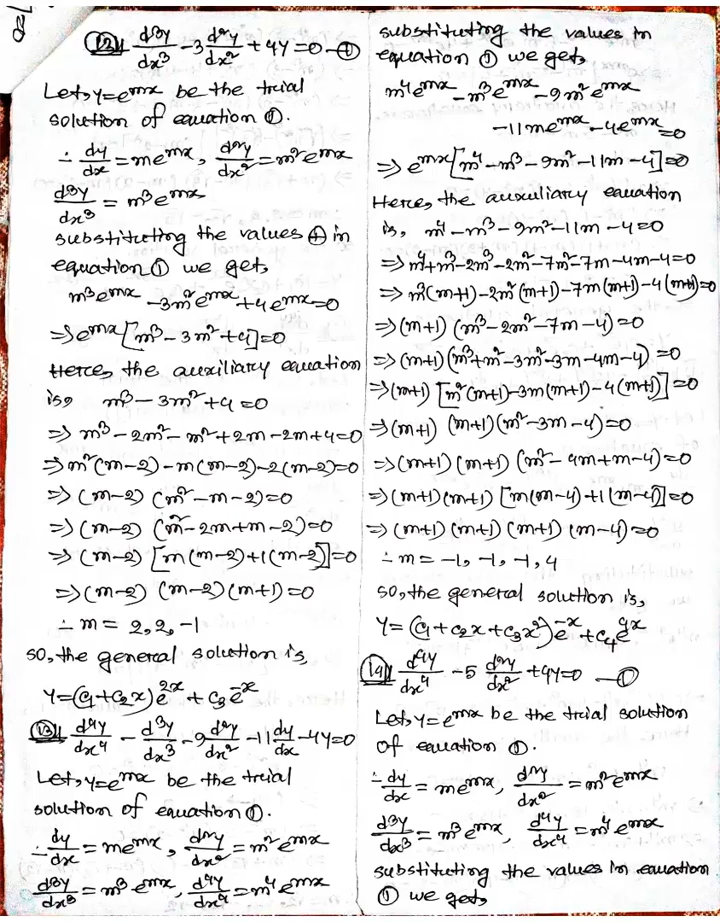 12) d³y/dx³ - 3 d²y/dx² + 4y = 0 — ①
Let, y = e^mx be the trial
solution of equation ①.
∴ dy/dx = me^mx, d²y/dx² = m²e^mx
d³y/dx³ = m³e^mx
substituting the values in
equation ① we get,
m³e^mx - 3m²e^mx + 4e^mx = 0
⇒ e^mx [m³ - 3m² + 4] = 0
Here, the auxiliary equation
is, m³ - 3m² + 4 = 0
⇒ m³ - 2m² - m² + 2m - 2m + 4 = 0
⇒ m²(m-2) - m(m-2) - 2(m-2) = 0
⇒ (m-2) (m² - m - 2) = 0
⇒ (m-2) (m² - 2m + m - 2) = 0
⇒ (m-2) [m(m-2) + 1(m-2)] = 0
⇒ (m-2) (m-2) (m+1) = 0
∴ m = 2, 2, -1
so, the general solution is,
y = (c₁ + c₂x) e^2x + c₃ e^-x
13) d⁴y/dx⁴ - d³y/dx³ - 9 d²y/dx² - 11 dy/dx - 4y = 0
Let, y = e^mx be the trial
solution of equation ①.
∴ dy/dx = me^mx, d²y/dx² = m²e^mx
d³y/dx³ = m³e^mx, d⁴y/dx⁴ = m⁴e^mx
substituting the values in
equation ① we get,
m⁴e^mx - m³e^mx - 9m²e^mx
- 11me^mx - 4e^mx = 0
⇒ e^mx [m⁴ - m³ - 9m² - 11m - 4] = 0
Here, the auxiliary equation
is, m⁴ - m³ - 9m² - 11m - 4 = 0
⇒ m⁴ + m³ - 2m³ - 2m² - 7m² - 7m - 4m - 4 = 0
⇒ m³(m+1) - 2m²(m+1) - 7m(m+1) - 4(m+1) = 0
⇒ (m+1) (m³ - 2m² - 7m - 4) = 0
⇒ (m+1) (m³ + m² - 3m² - 3m - 4m - 4) = 0
⇒ (m+1) [m²(m+1) - 3m(m+1) - 4(m+1)] = 0
⇒ (m+1) (m+1) (m² - 3m - 4) = 0
⇒ (m+1) (m+1) (m² - 4m + m - 4) = 0
⇒ (m+1) (m+1) [m(m-4) + 1(m-4)] = 0
⇒ (m+1) (m+1) (m+1) (m-4) = 0
∴ m = -1, -1, -1, 4
so, the general solution is,
y = (c₁ + c₂x + c₃x²) e^-x + c₄ e^4x
14) d⁴y/dx⁴ - 5 d²y/dx² + 4y = 0 — ①
Let, y = e^mx be the trial solution
of equation ①.
∴ dy/dx = me^mx, d²y/dx² = m²e^mx
d³y/dx³ = m³e^mx, d⁴y/dx⁴ = m⁴e^mx
substituting the values in equation
① we get,